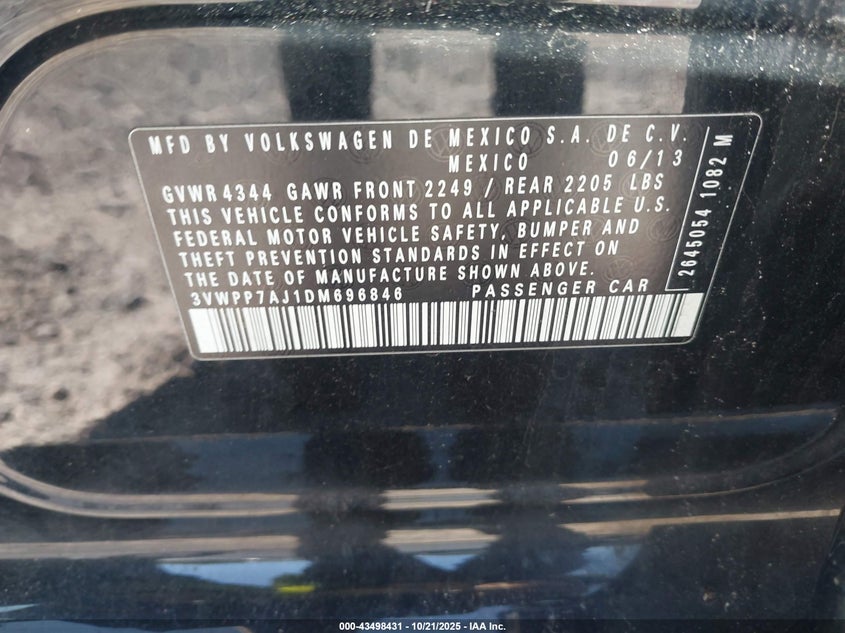 MFD BY VOLKSWAGEN DE MEXICO S.A. DE C.V.
MEXICO 06/13
GVWR 4344 GAWR FRONT 2249 / REAR 2205 LBS
THIS VEHICLE CONFORMS TO ALL APPLICABLE U.S.
FEDERAL MOTOR VEHICLE SAFETY, BUMPER AND
THEFT PREVENTION STANDARDS IN EFFECT ON
THE DATE OF MANUFACTURE SHOWN ABOVE.
3VWPP7AJ1DM696846 PASSENGER CAR
2645054 1082 M
000-43498431 - 10/21/2025 - IAA Inc.